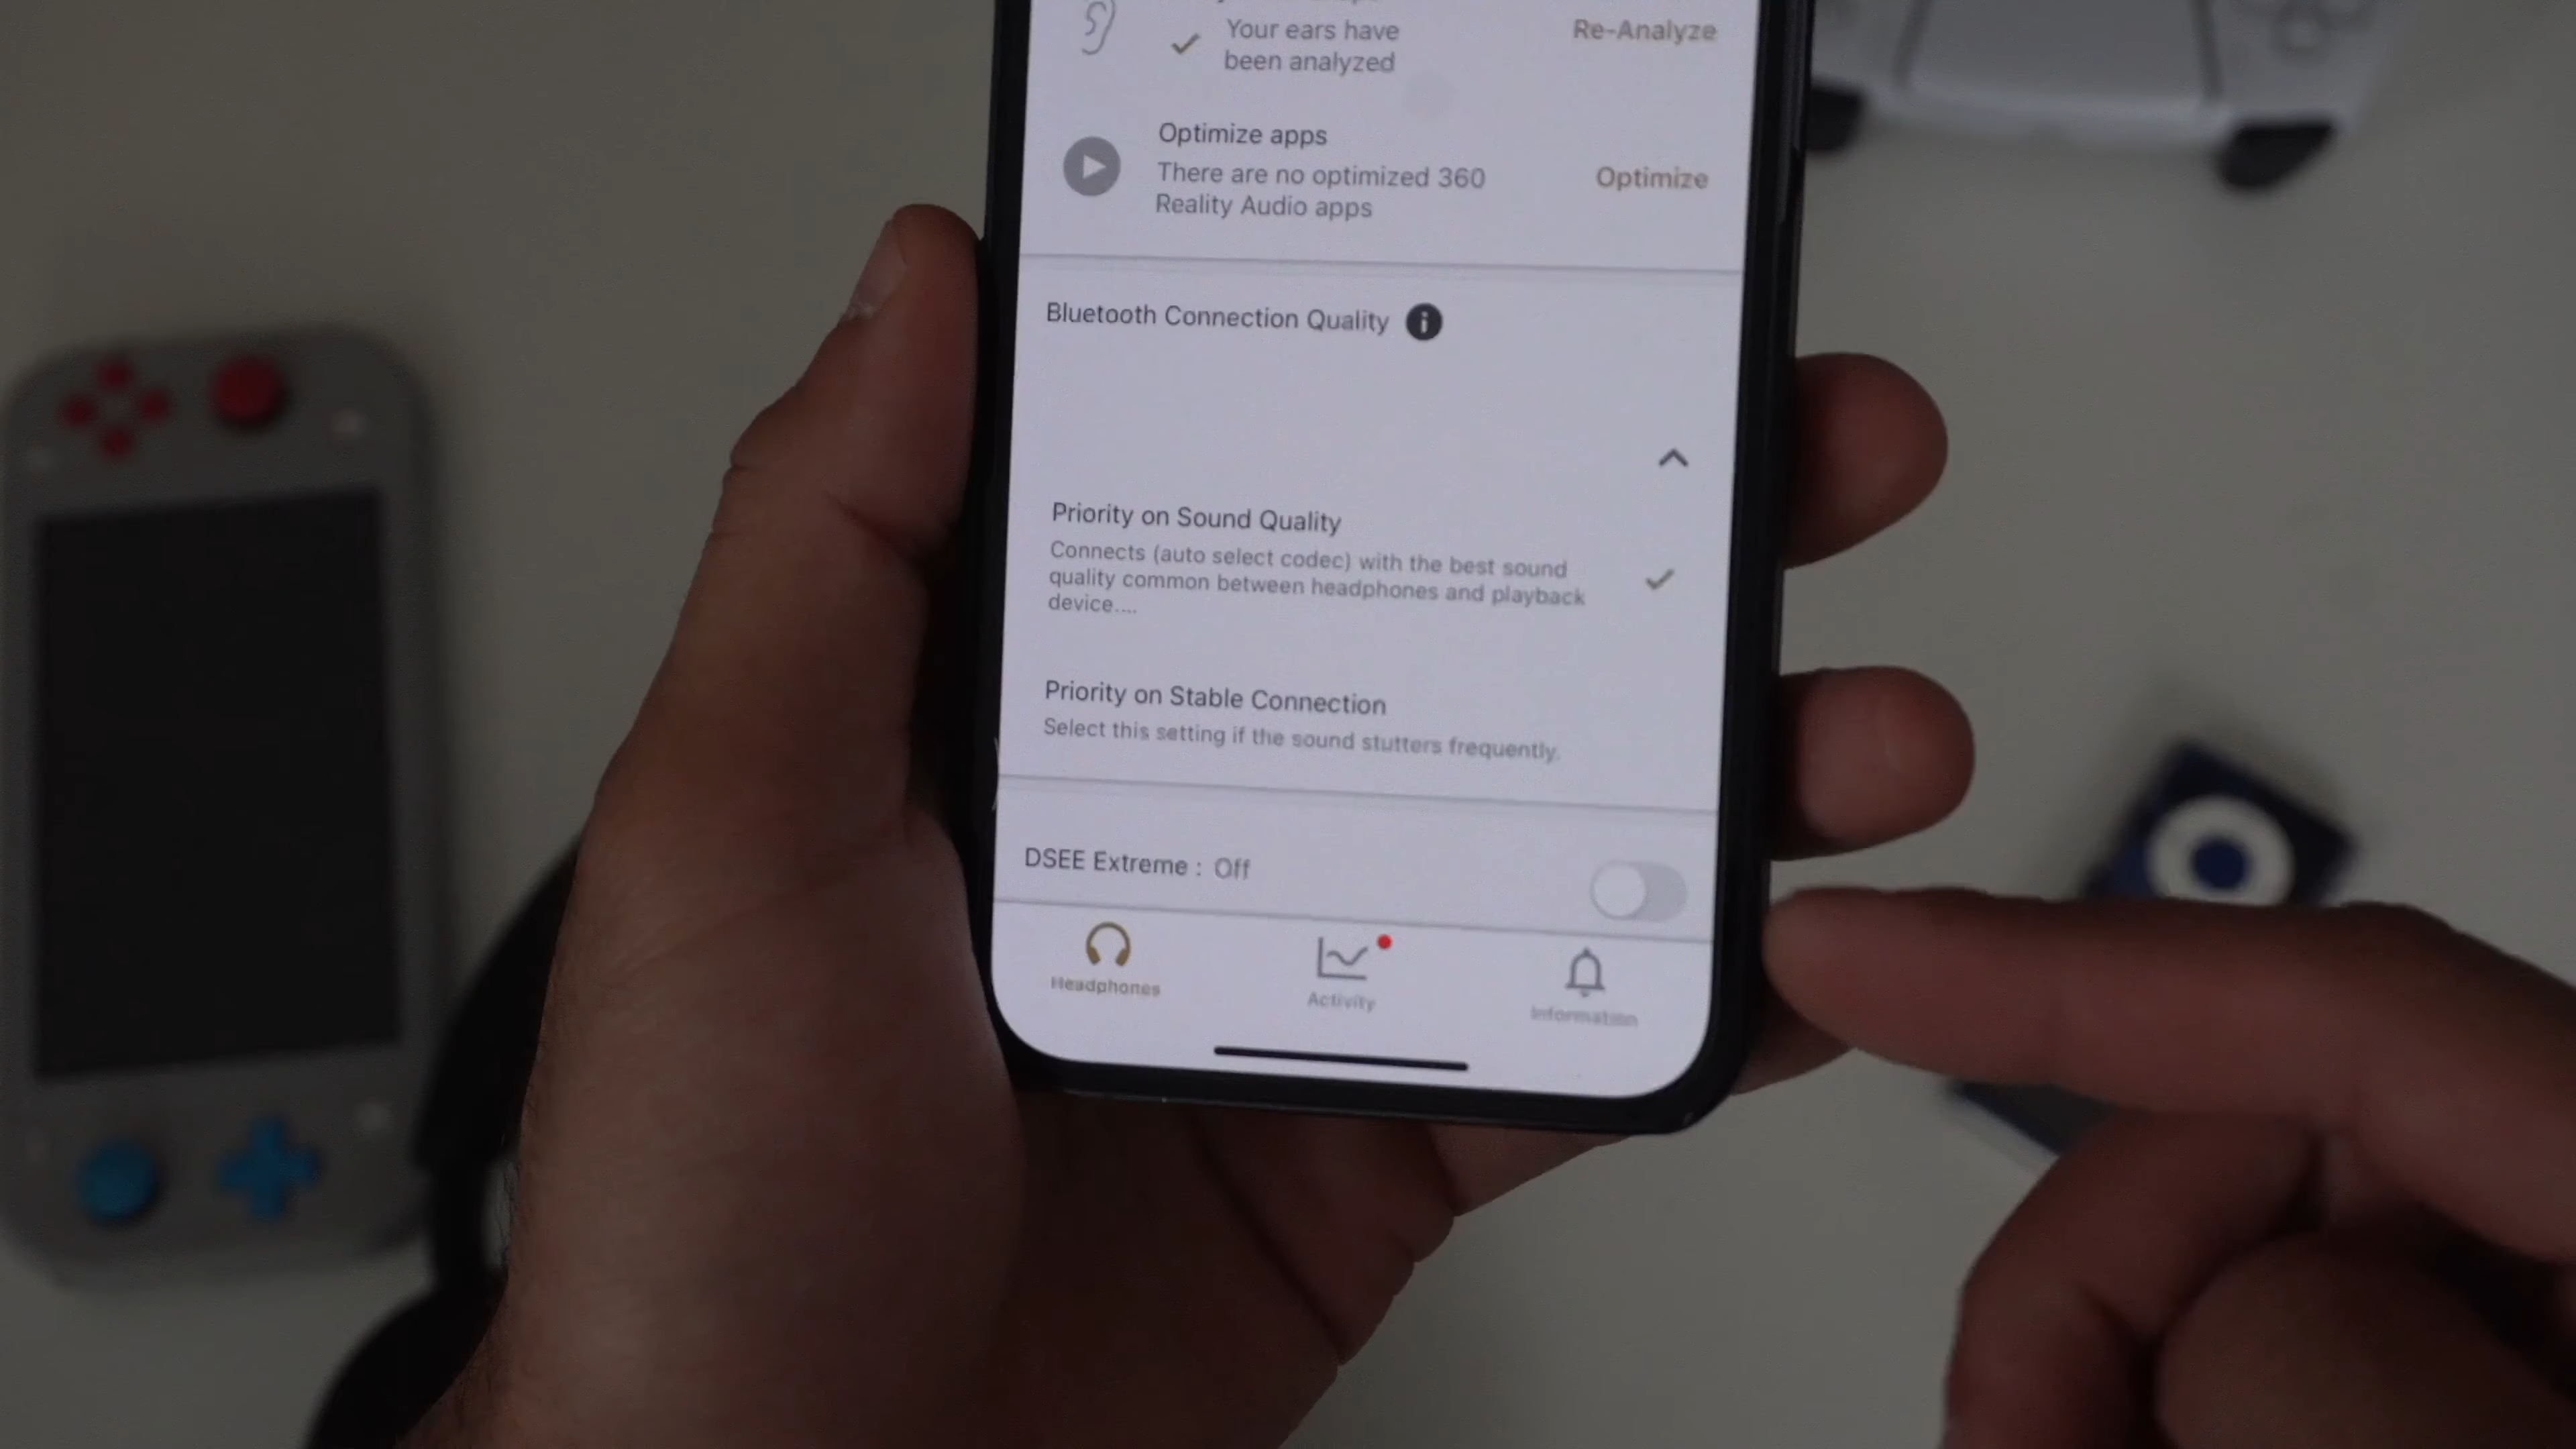 Your ears have
been analyzed
Re-Analyze
Optimize apps
There are no optimized 360
Reality Audio apps
Optimize
Bluetooth Connection Quality
Priority on Sound Quality
Connects (auto select codec) with the best sound
quality common between headphones and playback
device....
Priority on Stable Connection
Select this setting if the sound stutters frequently.
DSEE Extreme : Off
Headphones
Activity
Information